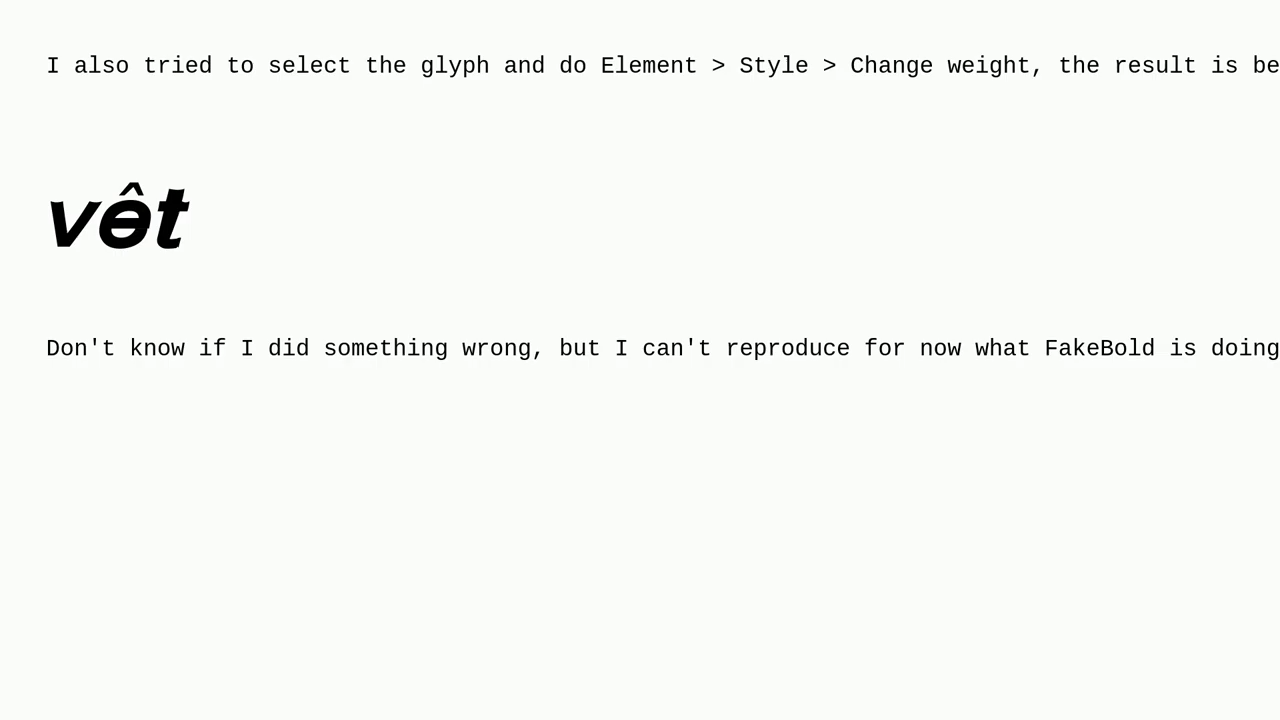 I also tried to select the glyph and do Element > Style > Change weight, the result is be
vêt
Don't know if I did something wrong, but I can't reproduce for now what FakeBold is doing